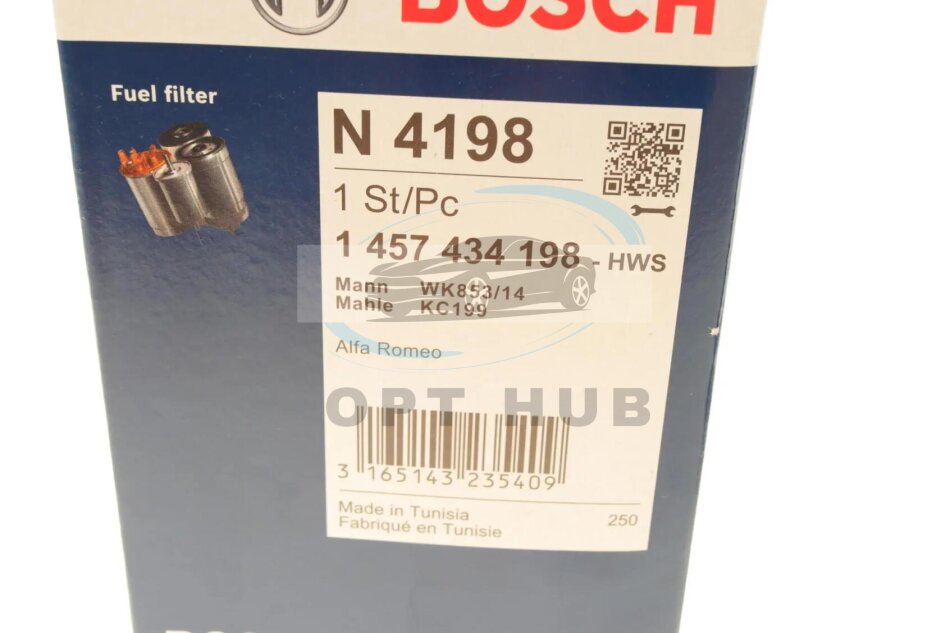 BOSCH
Fuel filter
N 4198
1 St/Pc
1 457 434 198 - HWS
Mann WK853/14
Mahle KC199
Alfa Romeo
OPT HUB
3 165143 235409
Made in Tunisia
Fabriqué en Tunisie
250